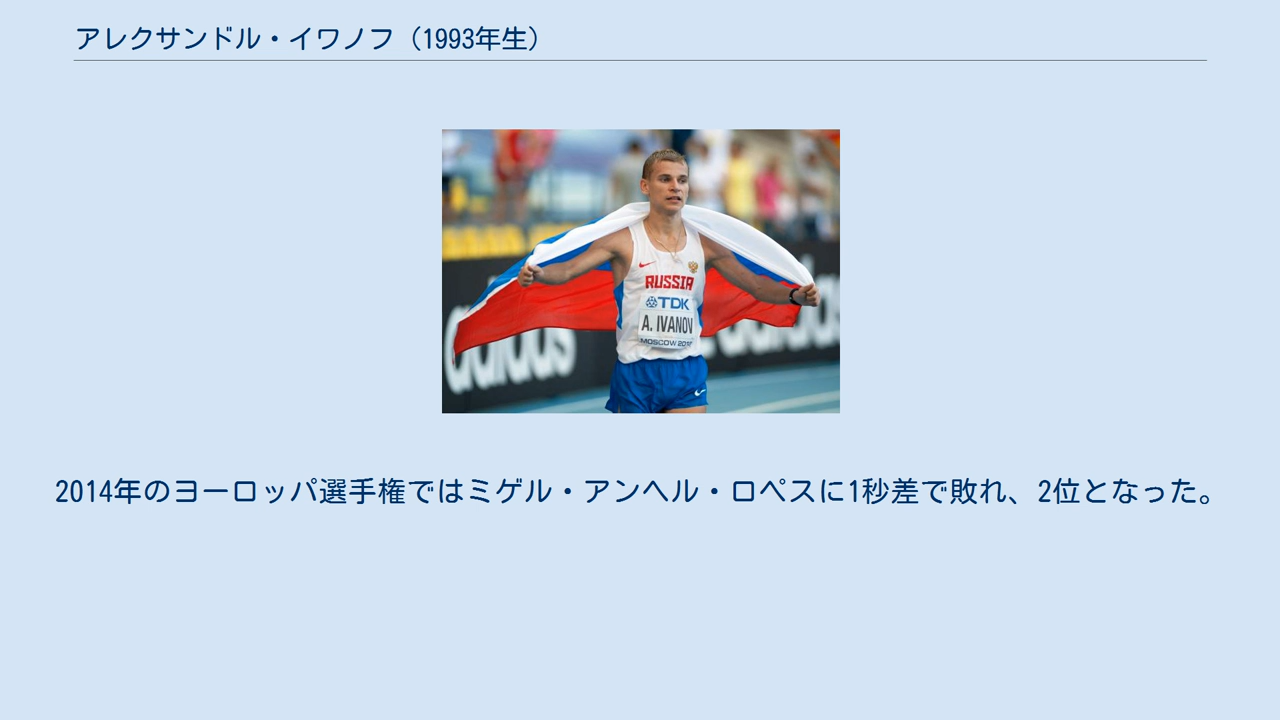 アレクサンドル・イワノフ（1993年生）
RUSSIA
TDK
A. IVANOV
adidas
adidas
2014年のヨーロッパ選手権ではミゲル・アンヘル・ロペスに1秒差で敗れ、2位となった。